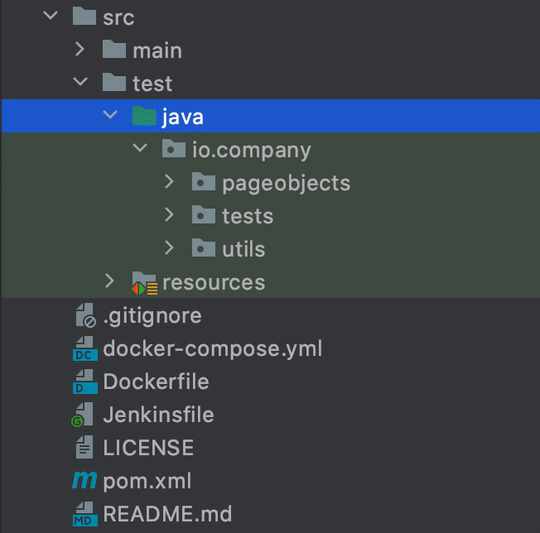 src
main
test
java
io.company
pageobjects
tests
utils
resources
.gitignore
DC docker-compose.yml
D Dockerfile
G Jenkinsfile
LICENSE
m pom.xml
MD README.md